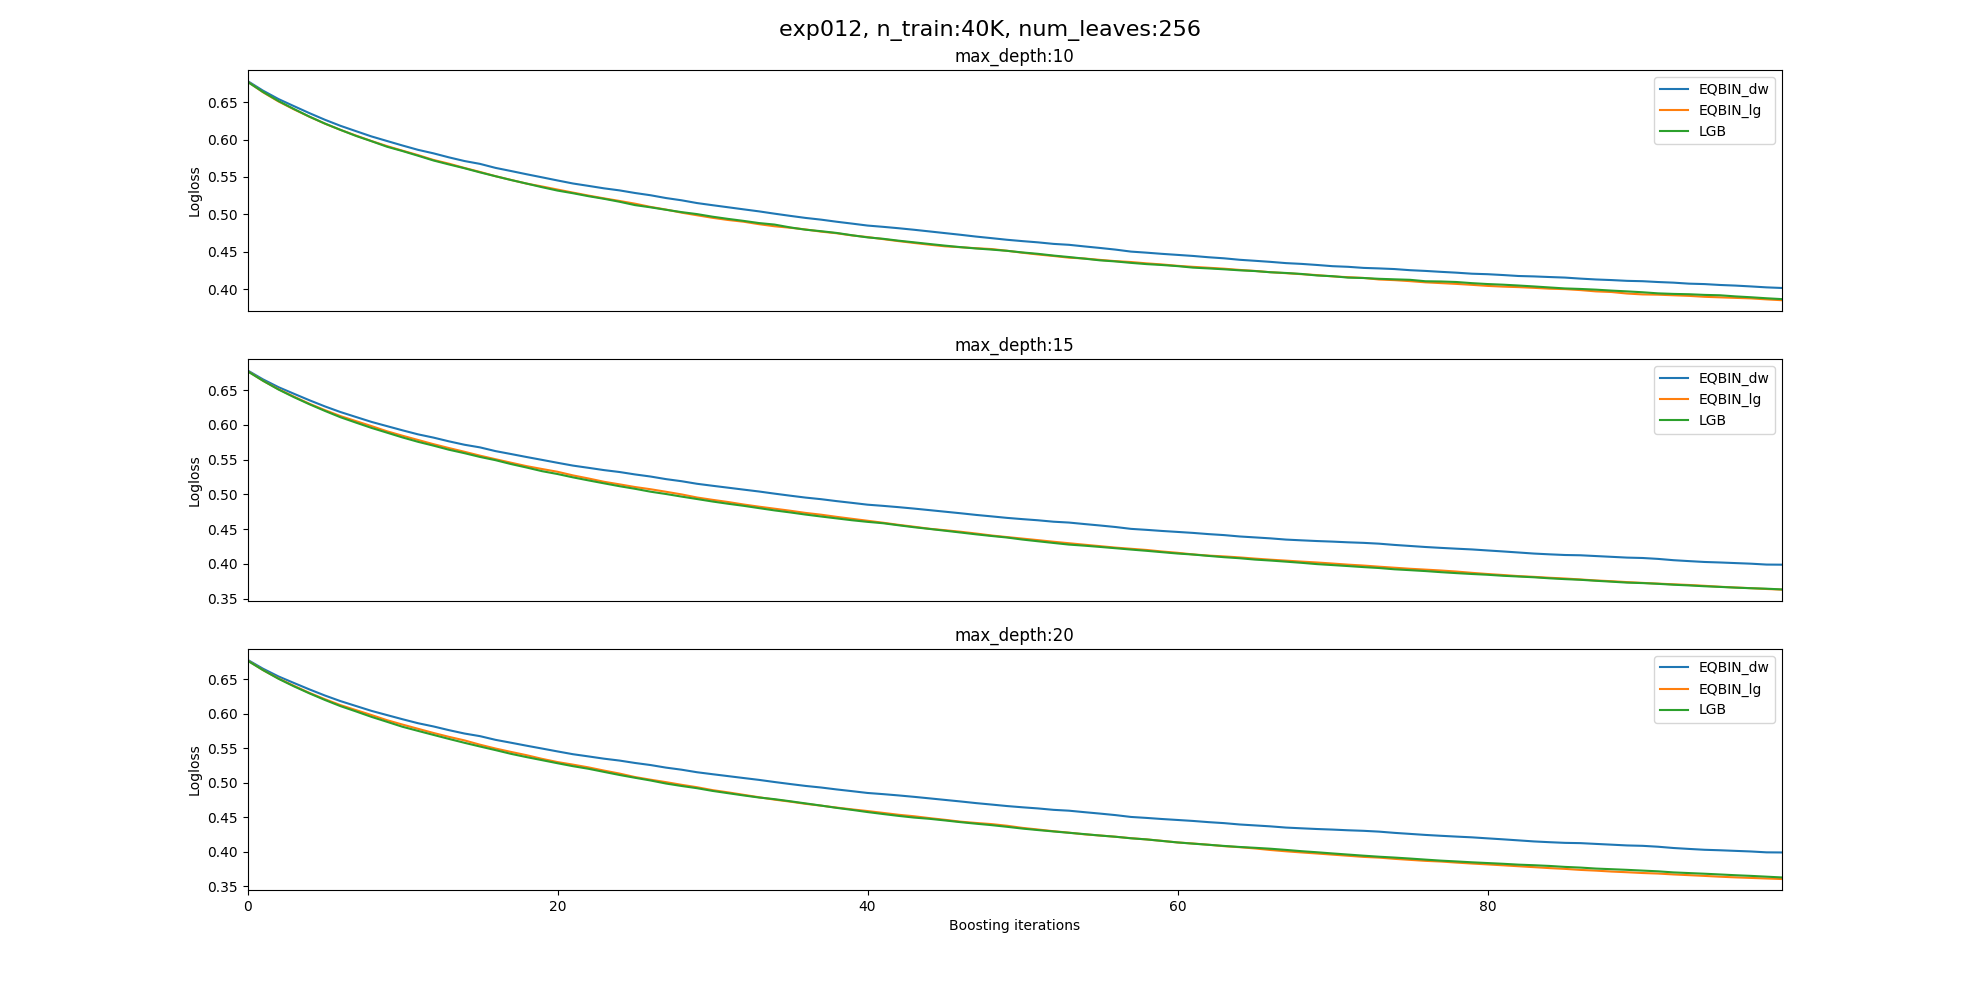 exp012, n_train:40K, num_leaves:256
max_depth:10
Logloss
0.65
0.60
0.55
0.50
0.45
0.40
EQBIN_dw
EQBIN_lg
LGB
max_depth:15
Logloss
0.65
0.60
0.55
0.50
0.45
0.40
0.35
EQBIN_dw
EQBIN_lg
LGB
max_depth:20
Logloss
0.65
0.60
0.55
0.50
0.45
0.40
0.35
EQBIN_dw
EQBIN_lg
LGB
0 20 40 60 80
Boosting iterations